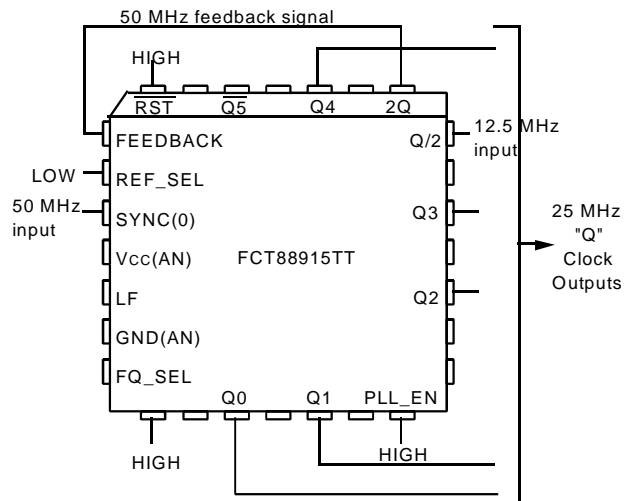 50 MHz feedback signal
HIGH
RST
Q5
Q4
2Q
FEEDBACK
Q/2
12.5 MHz
input
LOW
REF_SEL
50 MHz
input
SYNC(0)
Q3
25 MHz
"Q"
Clock
Outputs
VCC(AN)
FCT88915TT
LF
Q2
GND(AN)
FQ_SEL
Q0
Q1
PLL_EN
HIGH
HIGH